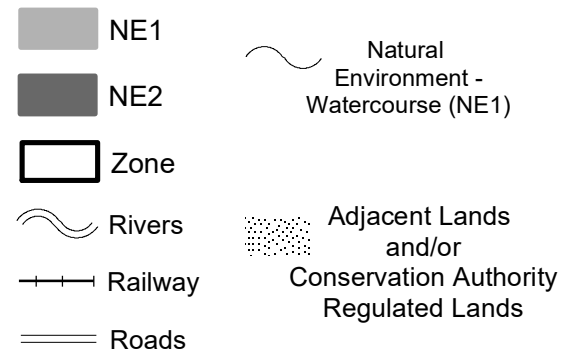 NE1
NE2
Zone
Rivers
Railway
Roads
Natural
Environment -
Watercourse (NE1)
Adjacent Lands
and/or
Conservation Authority
Regulated Lands